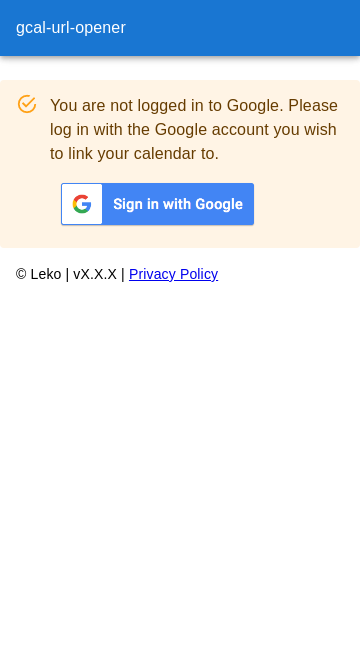 gcal-url-opener
You are not logged in to Google. Please
log in with the Google account you wish
to link your calendar to.
Sign in with Google
© Leko | vX.X.X | Privacy Policy